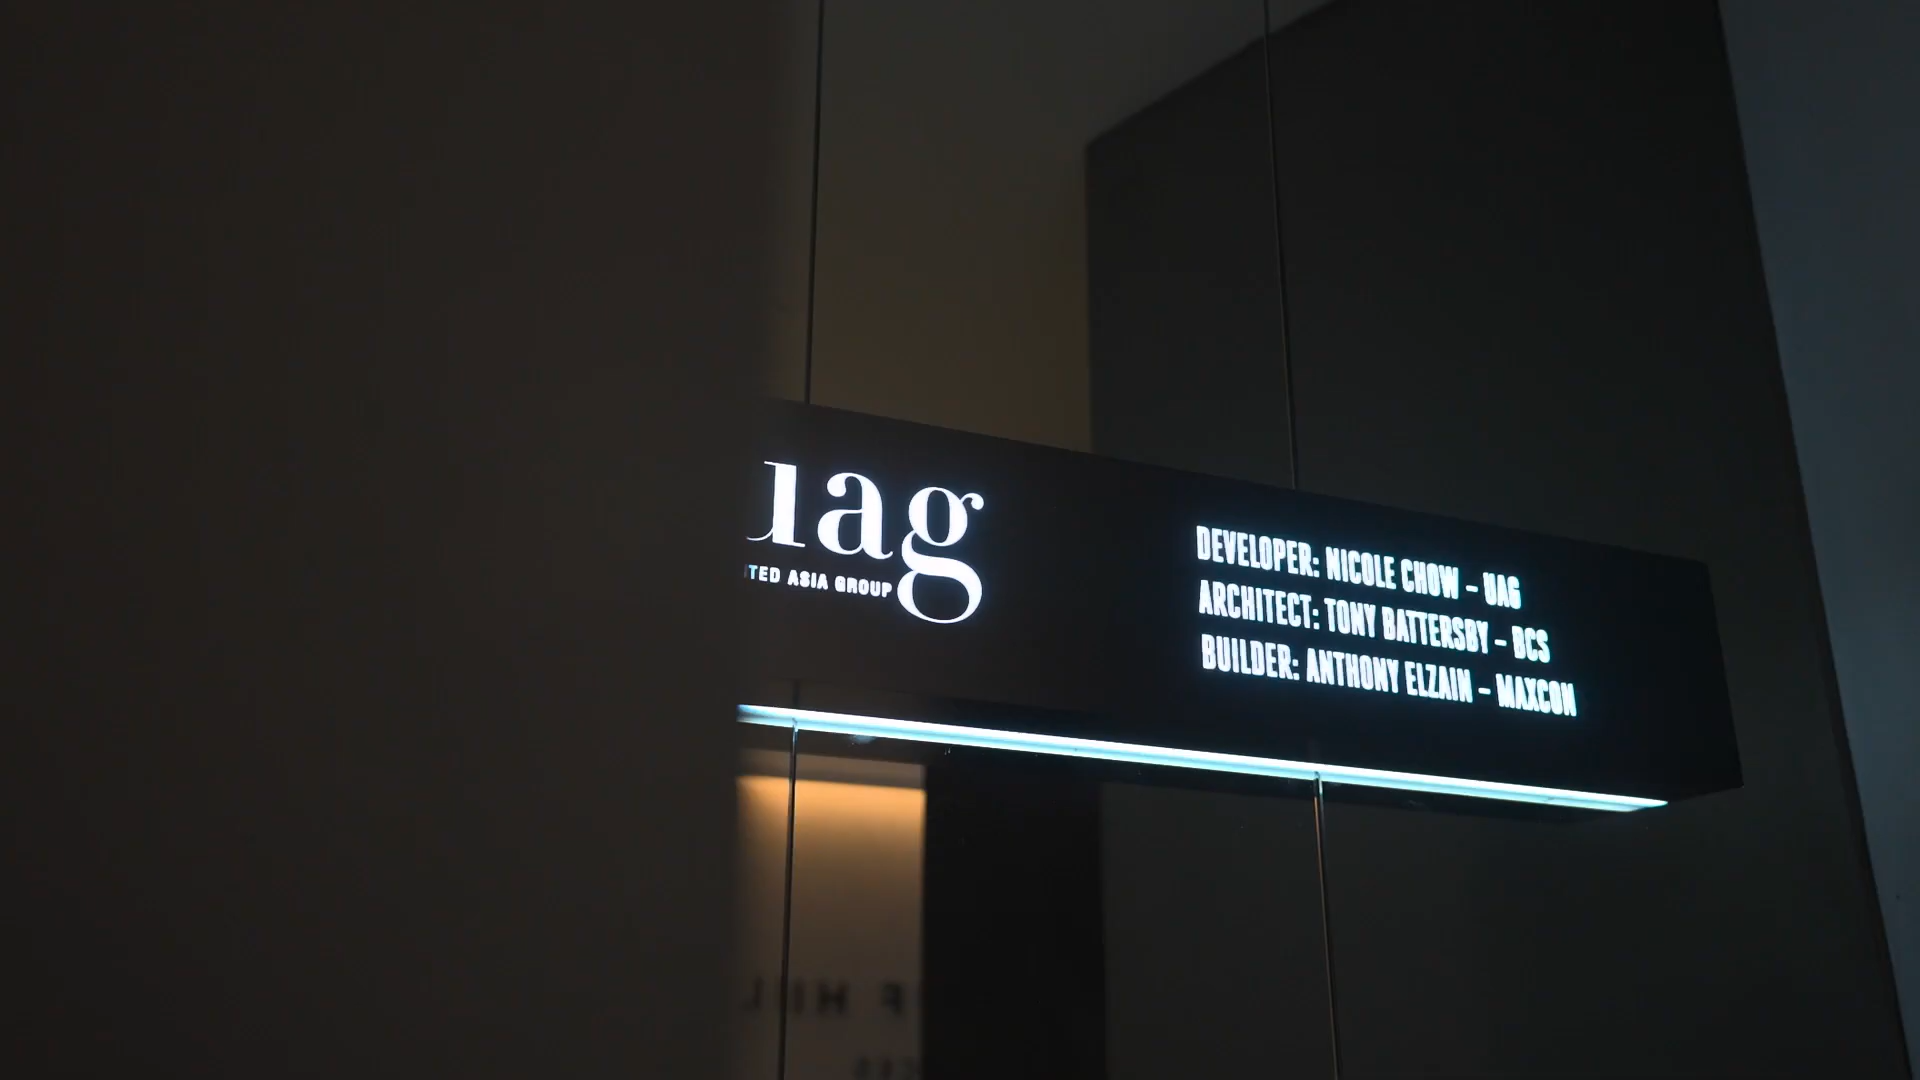 uag
TED ASIA GROUP
DEVELOPER: NICOLE CHOW – UAG
ARCHITECT: TONY BATTERSBY – BCS
BUILDER: ANTHONY ELZAIN – MAXCON